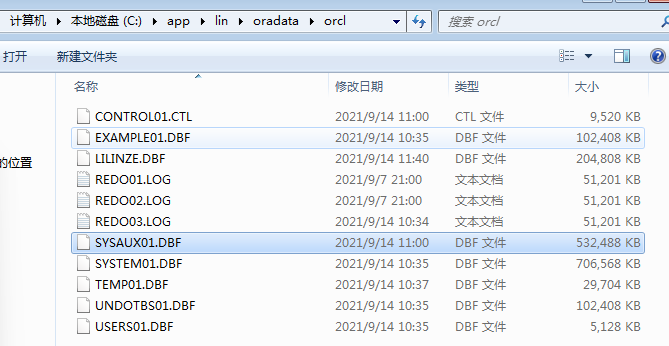 计算机 ▸ 本地磁盘 (C:) ▸ app ▸ lin ▸ oradata ▸ orcl 搜索 orcl
打开 新建文件夹
名称 修改日期 类型 大小
CONTROL01.CTL 2021/9/14 11:00 CTL 文件 9,520 KB
EXAMPLE01.DBF 2021/9/14 10:35 DBF 文件 102,408 KB
LILINZE.DBF 2021/9/14 11:40 DBF 文件 204,808 KB
的位置
REDO01.LOG 2021/9/7 21:00 文本文档 51,201 KB
REDO02.LOG 2021/9/7 21:00 文本文档 51,201 KB
REDO03.LOG 2021/9/14 10:34 文本文档 51,201 KB
SYSAUX01.DBF 2021/9/14 11:00 DBF 文件 532,488 KB
SYSTEM01.DBF 2021/9/14 10:35 DBF 文件 706,568 KB
TEMP01.DBF 2021/9/14 10:37 DBF 文件 29,704 KB
UNDOTBS01.DBF 2021/9/14 10:35 DBF 文件 102,408 KB
USERS01.DBF 2021/9/14 10:35 DBF 文件 5,128 KB